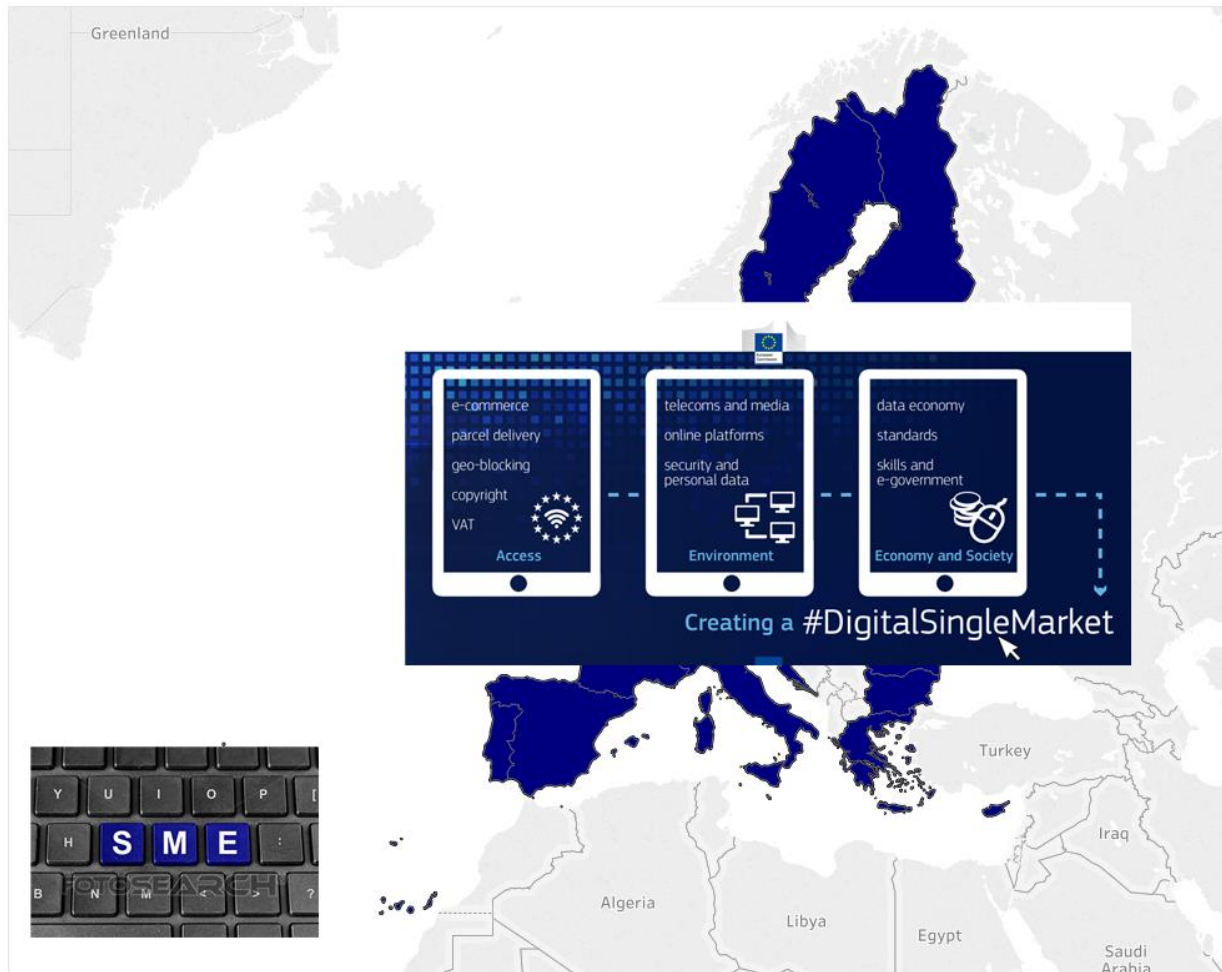 Greenland
European
Commission
e-commerce
parcel delivery
geo-blocking
copyright
VAT
Access
telecoms and media
online platforms
security and
personal data
Environment
data economy
standards
skills and
e-government
Economy and Society
Creating a #DigitalSingleMarket
Turkey
Iraq
Algeria
Libya
Egypt
Saudi
Arabia
Y U I O P [
H S M E :
B N M < > ?
FOTOSEARCH